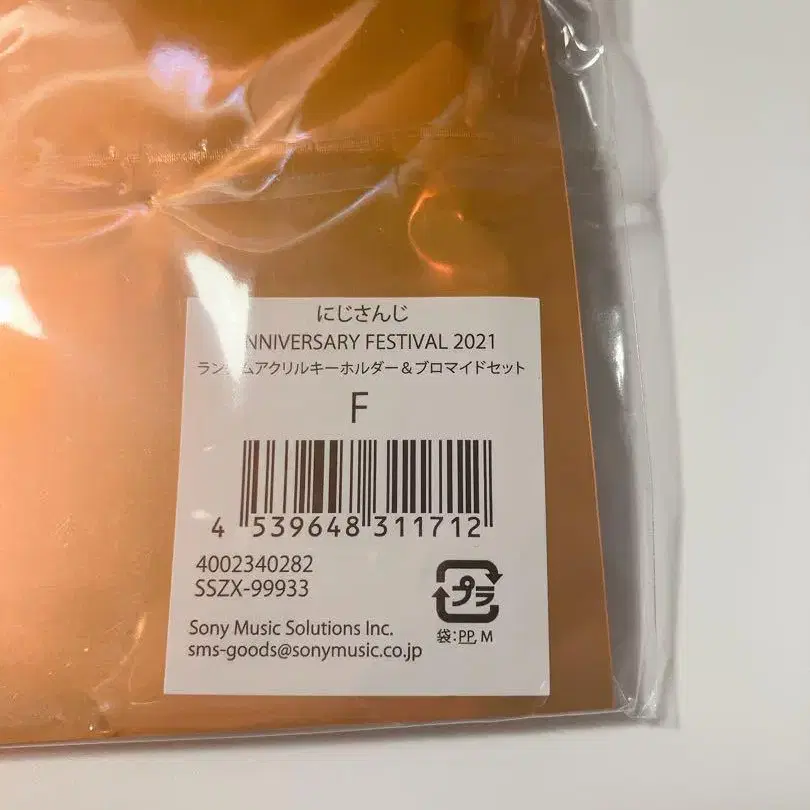 にじさんじ
NNIVERSARY FESTIVAL 2021
ランダムアクリルキーホルダー＆ブロマイドセット
F
4 539648 311712
4002340282
SSZX-99933
プラ
袋:PP, M
Sony Music Solutions Inc.
sms-goods@sonymusic.co.jp